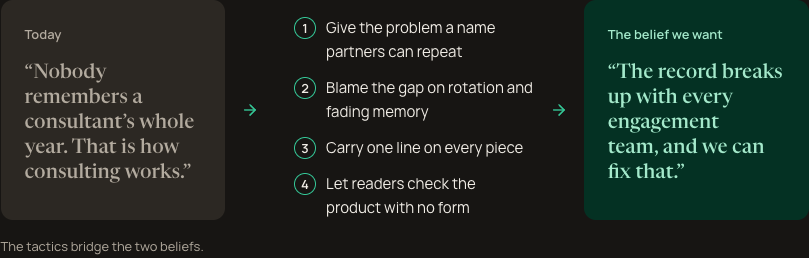 Today
“Nobody
remembers a
consultant’s whole
year. That is how
consulting works.”
1 Give the problem a name
partners can repeat
2 Blame the gap on rotation and
fading memory
3 Carry one line on every piece
4 Let readers check the
product with no form
The belief we want
“The record breaks
up with every
engagement
team, and we can
fix that.”
The tactics bridge the two beliefs.